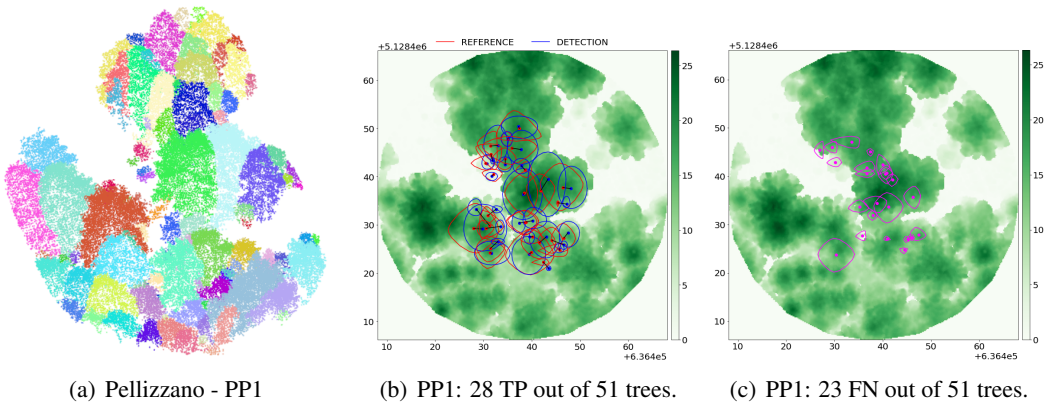 REFERENCE DETECTION
+5.1284e6 +5.1284e6
60 60
50 50
40 40
30 30
20 20
10 10
25 25
20 20
15 15
10 10
5 5
0 0
10 20 30 40 50 60 10 20 30 40 50 60
+6.364e5 +6.364e5
(a) Pellizzano - PP1 (b) PP1: 28 TP out of 51 trees. (c) PP1: 23 FN out of 51 trees.